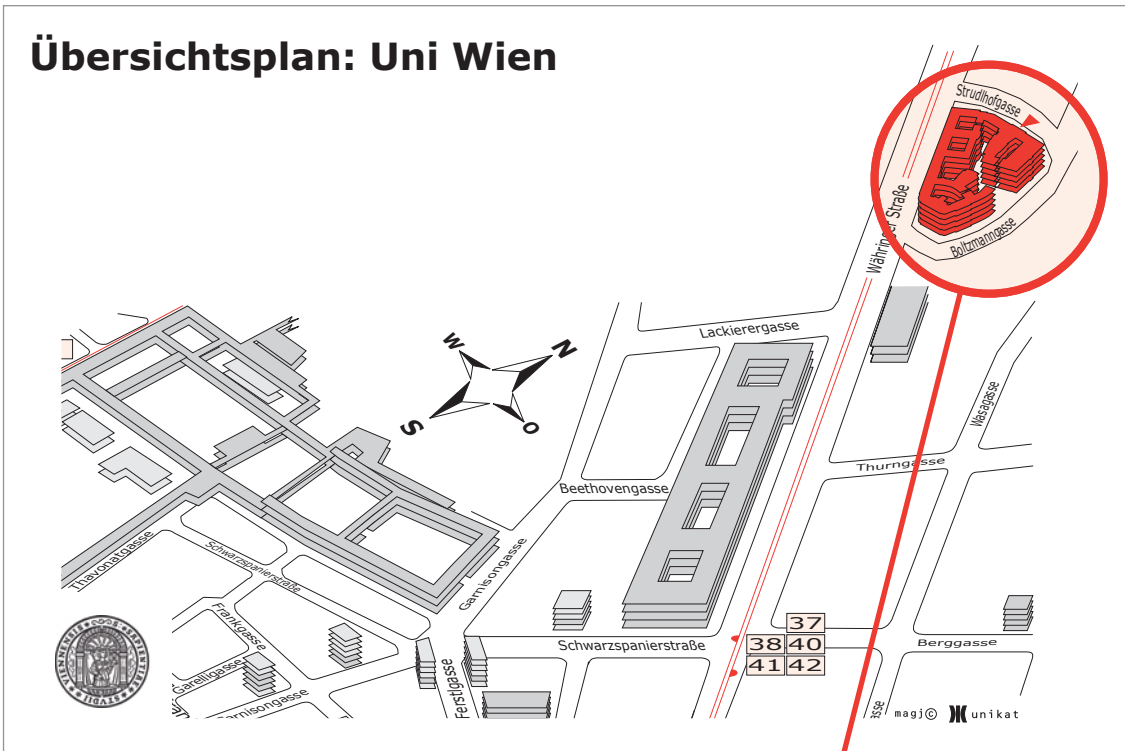 Übersichtsplan: Uni Wien
Strudlhofgasse
Währinger Straße
Boltzmanngasse
Lackierergasse
W
N
S
O
Wasagasse
Thurngasse
Beethovengasse
Thavonatgasse
Schwarzspanierstraße
Garnisongasse
Frankgasse
Garelligasse
Garnisongasse
Ferstlgasse
Schwarzspanierstraße
37
38 40
41 42
Berggasse
magj©
unikat